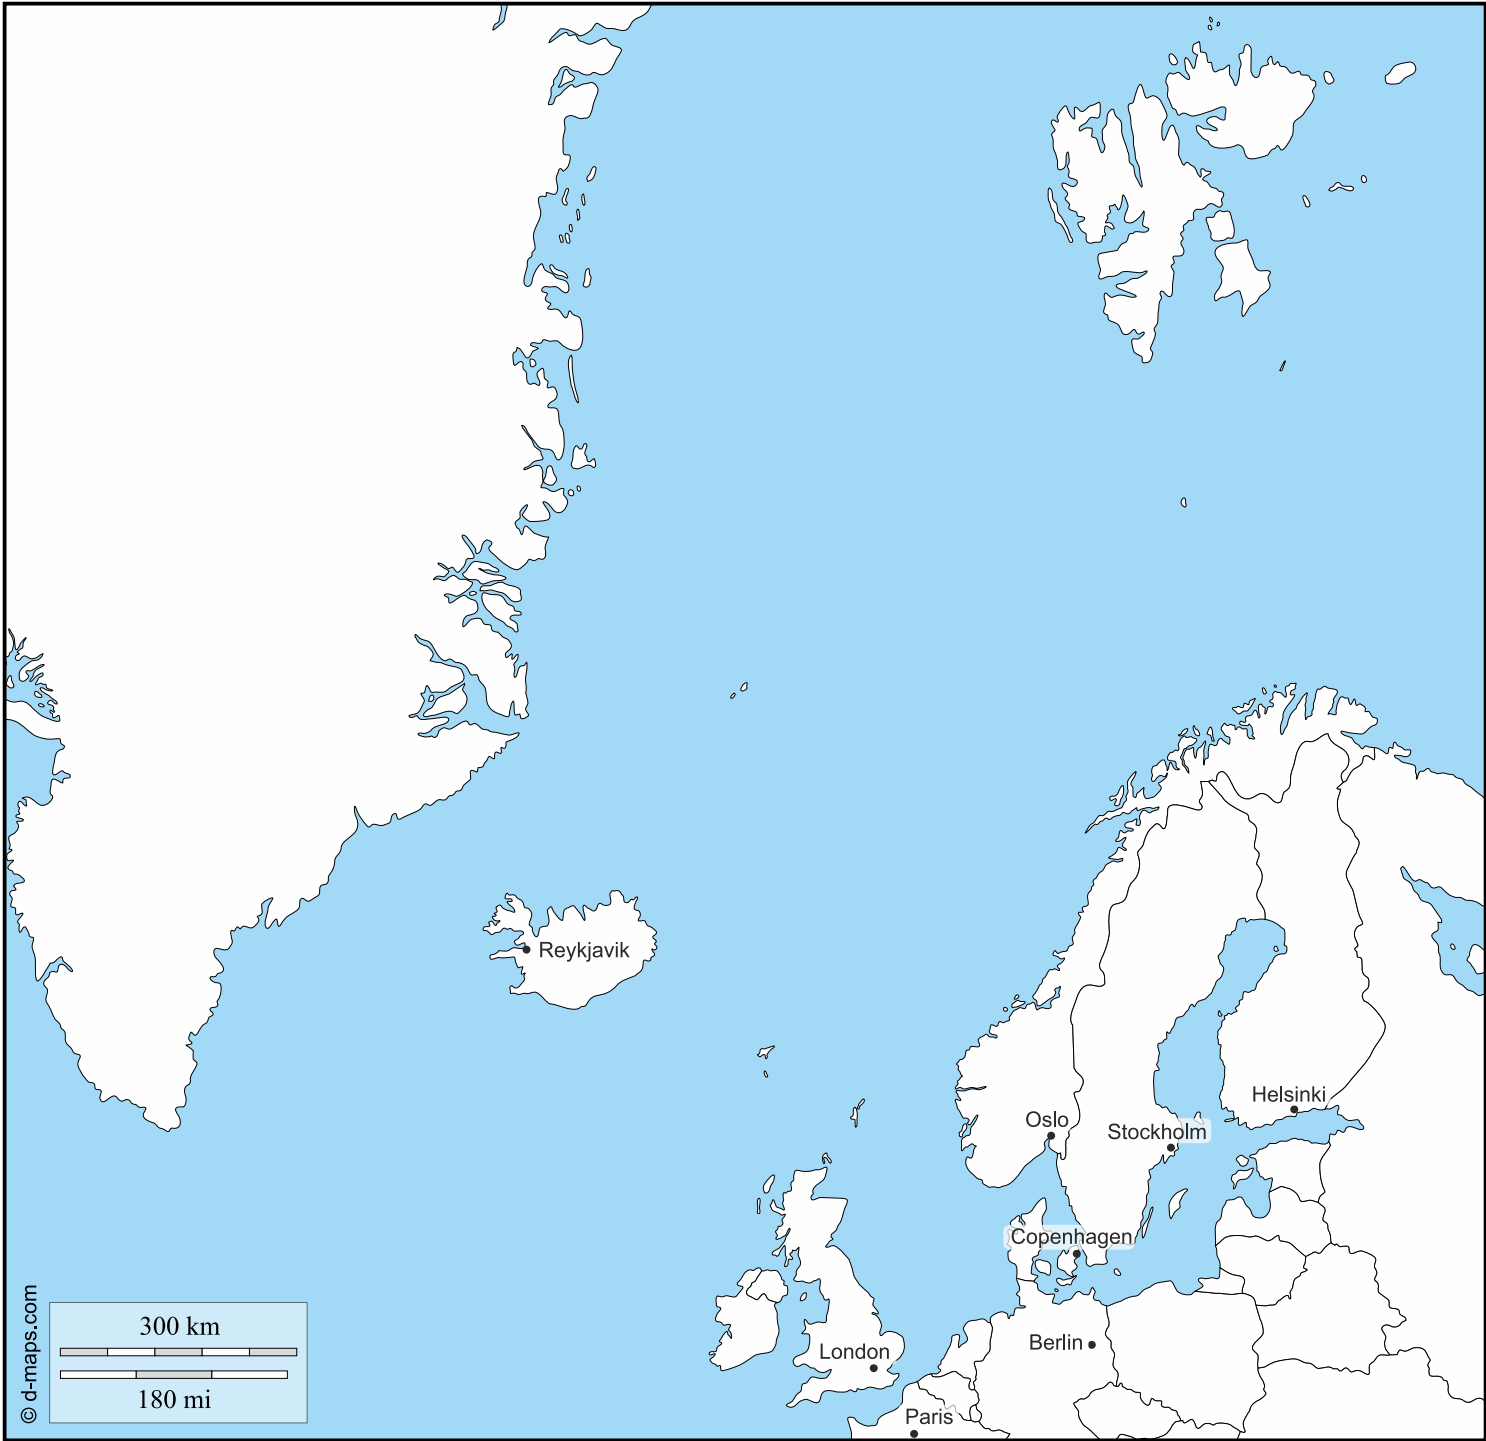 Reykjavik
Helsinki
Oslo
Stockholm
Copenhagen
Berlin
London
Paris
300 km
180 mi
© d-maps.com